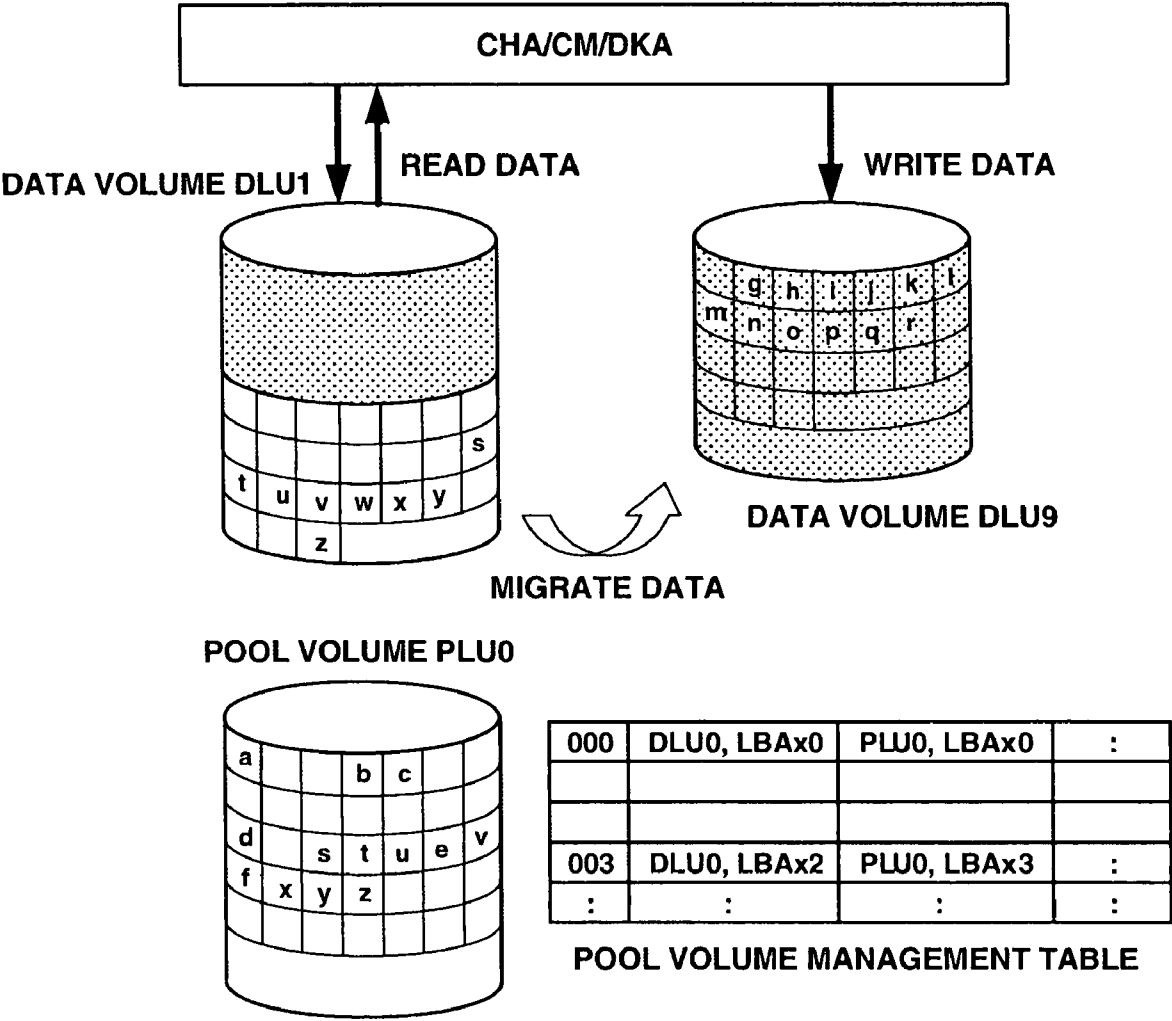 CHA/CM/DKA
READ DATA
WRITE DATA
DATA VOLUME DLU1
g h i j k l
m n o p q r
s
t u v w x y
z
DATA VOLUME DLU9
MIGRATE DATA
POOL VOLUME PLU0
a b c
d s t u e v
f x y z
000 DLU0, LBAx0 PLU0, LBAx0 :
003 DLU0, LBAx2 PLU0, LBAx3 :
: : : :
POOL VOLUME MANAGEMENT TABLE